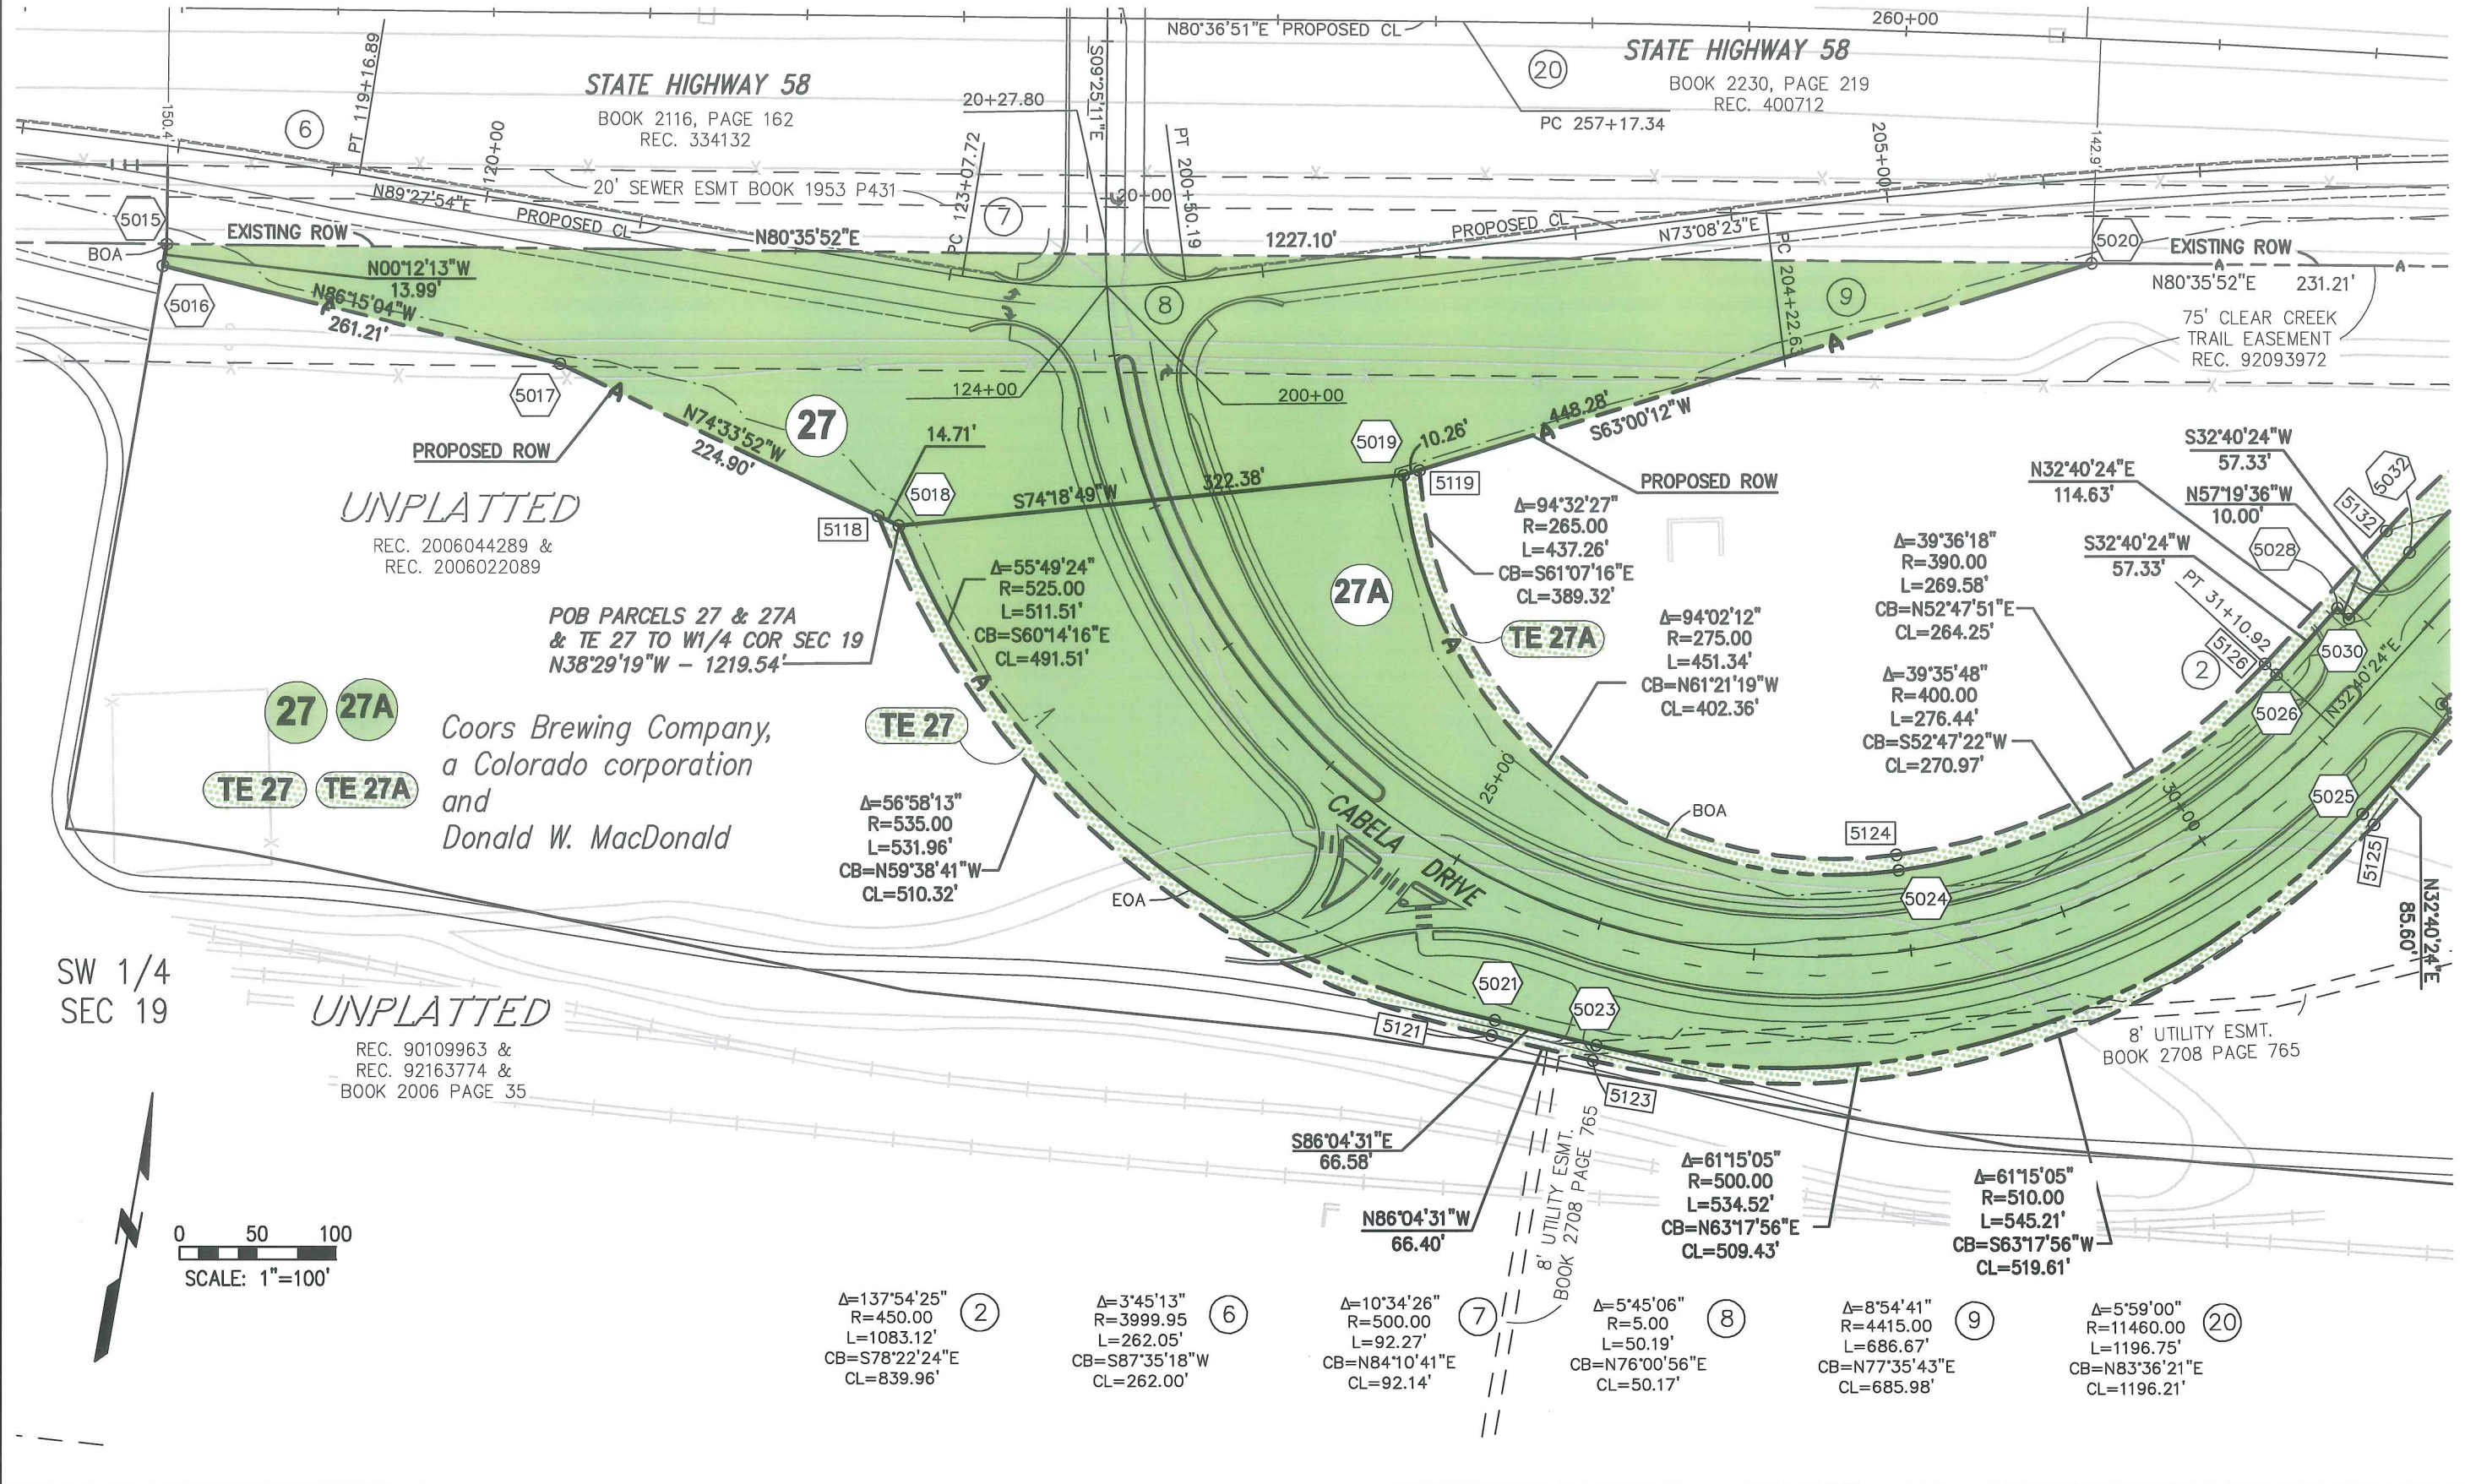 N80°36'51"E PROPOSED CL
260+00
STATE HIGHWAY 58
BOOK 2116, PAGE 162
REC. 334132
20
STATE HIGHWAY 58
BOOK 2230, PAGE 219
REC. 400712
PC 257+17.34
PT 119+16.89
6
120+00
20+27.80
S09°25'11"E
PC 123+07.72
PT 200+50.19
205+00
142.9'
150.4'
20' SEWER ESMT BOOK 1953 P431
20+00
N89°27'54"E
PROPOSED CL
7
5015
EXISTING ROW
BOA
N80°35'52"E
1227.10'
PROPOSED CL
N73°08'23"E
5020
EXISTING ROW
A
A
N80°35'52"E 231.21'
N00°12'13"W
13.99'
5016
N86°15'04"W
261.21'
8
9
PC 204+22.63
75' CLEAR CREEK
TRAIL EASEMENT
REC. 92093972
5017
A
PROPOSED ROW
N74°33'52"W
224.90'
27
124+00
200+00
14.71'
5018
5118
S74°18'49"W
322.38'
5019
10.26'
5119
448.28'
S63°00'12"W
A
A
PROPOSED ROW
UNPLATTED
REC. 2006044289 &
REC. 2006022089
POB PARCELS 27 & 27A
& TE 27 TO W1/4 COR SEC 19
N38°29'19"W - 1219.54'
Δ=55°49'24"
R=525.00
L=511.51'
CB=S60°14'16"E
CL=491.51'
27A
Δ=94°32'27"
R=265.00
L=437.26'
CB=S61°07'16"E
CL=389.32'
A
TE 27A
Δ=94°02'12"
R=275.00
L=451.34'
CB=N61°21'19"W
CL=402.36'
Δ=39°36'18"
R=390.00
L=269.58'
CB=N52°47'51"E
CL=264.25'
Δ=39°35'48"
R=400.00
L=276.44'
CB=S52°47'22"W
CL=270.97'
S32°40'24"W
57.33'
N32°40'24"E
114.63'
N57°19'36"W
10.00'
S32°40'24"W
57.33'
5032
5132
5028
PT 31+10.92
2
5126
5030
5026
N32°40'24"E
5025
5125
N32°40'24"E
85.60'
27
27A
TE 27
TE 27A
Coors Brewing Company,
a Colorado corporation
and
Donald W. MacDonald
A
TE 27
Δ=56°58'13"
R=535.00
L=531.96'
CB=N59°38'41"W
CL=510.32'
EOA
CABELA DRIVE
25+00
BOA
5124
5024
30+00
5021
5023
5121
5123
SW 1/4
SEC 19
UNPLATTED
REC. 90109963 &
REC. 92163774 &
BOOK 2006 PAGE 35
8' UTILITY ESMT.
BOOK 2708 PAGE 765
S86°04'31"E
66.58'
N86°04'31"W
66.40'
8' UTILITY ESMT.
BOOK 2708 PAGE 765
Δ=61°15'05"
R=500.00
L=534.52'
CB=N63°17'56"E
CL=509.43'
Δ=61°15'05"
R=510.00
L=545.21'
CB=S63°17'56"W
CL=519.61'
N
0 50 100
SCALE: 1"=100'
Δ=137°54'25"
R=450.00
L=1083.12'
CB=S78°22'24"E
CL=839.96'
2
Δ=3°45'13"
R=3999.95
L=262.05'
CB=S87°35'18"W
CL=262.00'
6
Δ=10°34'26"
R=500.00
L=92.27'
CB=N84°10'41"E
CL=92.14'
7
Δ=5°45'06"
R=5.00
L=50.19'
CB=N76°00'56"E
CL=50.17'
8
Δ=8°54'41"
R=4415.00
L=686.67'
CB=N77°35'43"E
CL=685.98'
9
Δ=5°59'00"
R=11460.00
L=1196.75'
CB=N83°36'21"E
CL=1196.21'
20